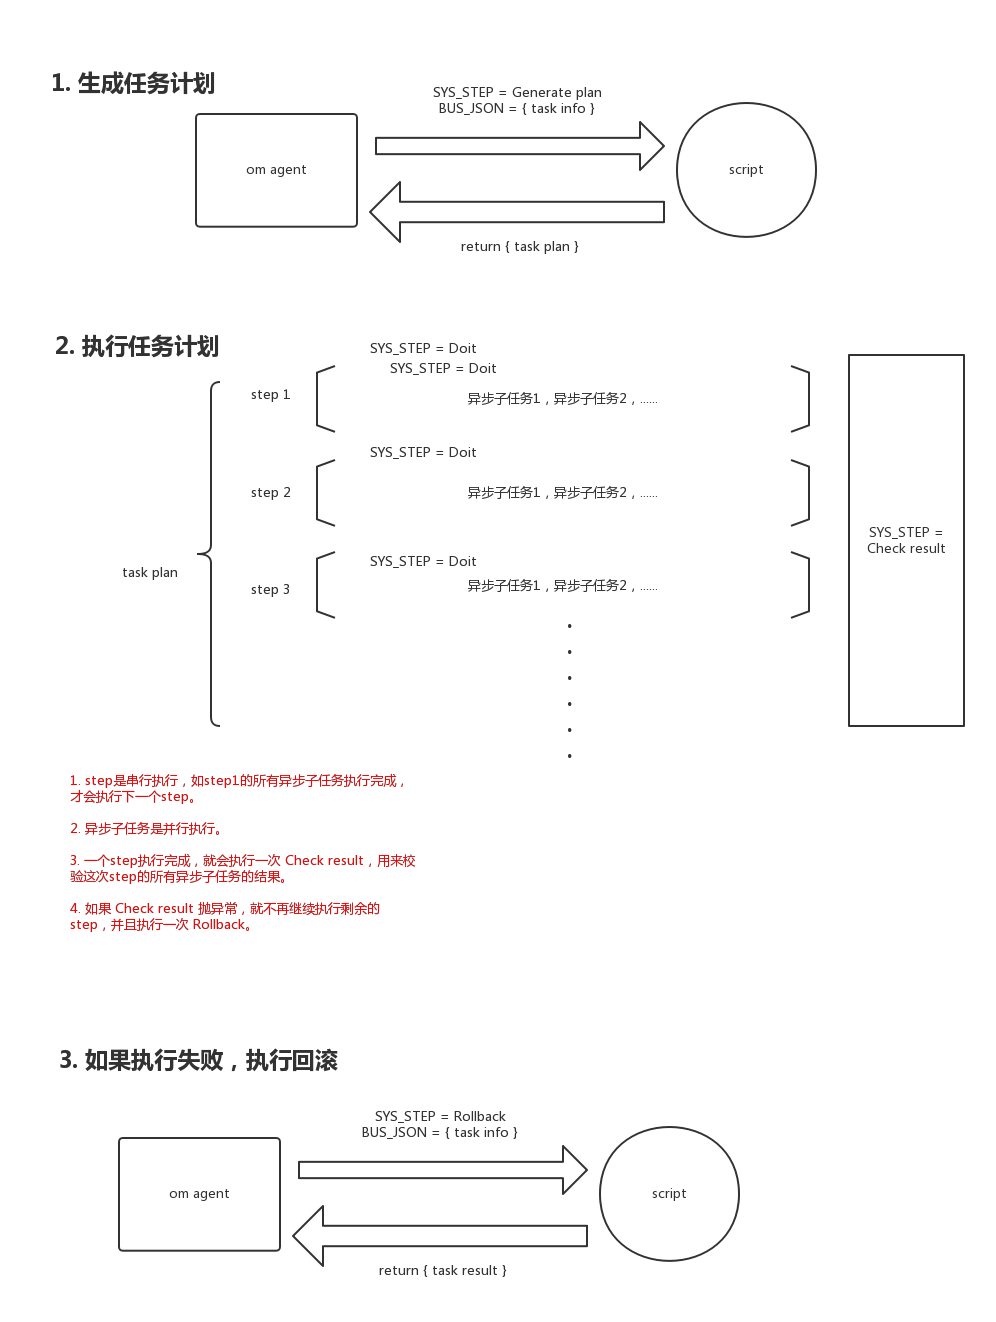 1. 生成任务计划
SYS_STEP = Generate plan
BUS_JSON = { task info }
om agent
script
return { task plan }
2. 执行任务计划
SYS_STEP = Doit
SYS_STEP = Doit
step 1
异步子任务1，异步子任务2，......
SYS_STEP = Doit
step 2
异步子任务1，异步子任务2，......
SYS_STEP =
Check result
SYS_STEP = Doit
task plan
step 3
异步子任务1，异步子任务2，......
1. step是串行执行，如step1的所有异步子任务执行完成，
才会执行下一个step。
2. 异步子任务是并行执行。
3. 一个step执行完成，就会执行一次 Check result，用来校
验这次step的所有异步子任务的结果。
4. 如果 Check result 抛异常，就不再继续执行剩余的
step，并且执行一次 Rollback。
3. 如果执行失败，执行回滚
SYS_STEP = Rollback
BUS_JSON = { task info }
om agent
script
return { task result }